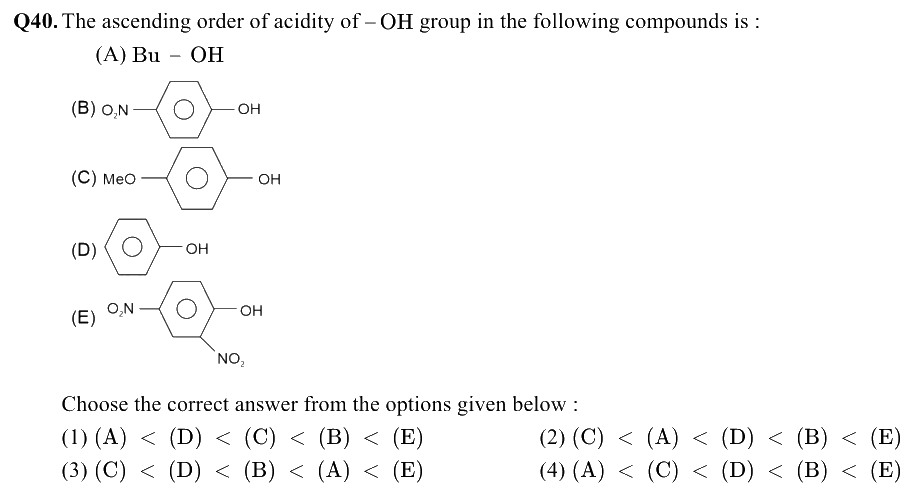 Q40. The ascending order of acidity of – OH group in the following compounds is :
(A) Bu – OH
(B) O₂N OH
(C) MeO OH
(D) OH
(E) O₂N OH
NO₂
Choose the correct answer from the options given below :
(1) (A) < (D) < (C) < (B) < (E) (2) (C) < (A) < (D) < (B) < (E)
(3) (C) < (D) < (B) < (A) < (E) (4) (A) < (C) < (D) < (B) < (E)